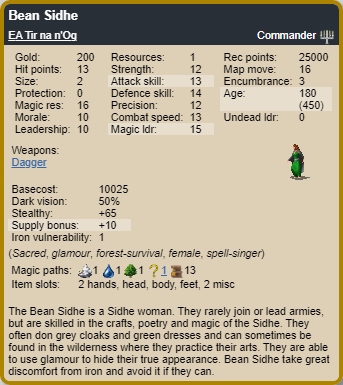 Bean Sidhe
EA Tir na n'Og Commander
Gold: 200 Resources: 1 Rec points: 25000
Hit points: 13 Strength: 12 Map move: 16
Size: 2 Attack skill: 13 Encumbrance: 3
Protection: 0 Defence skill: 14 Age: 180
Magic res: 16 Precision: 12 (450)
Morale: 10 Combat speed: 13 Undead ldr: 0
Leadership: 10 Magic ldr: 15
Weapons:
Dagger
Basecost: 10025
Dark vision: 50%
Stealthy: +65
Supply bonus: +10
Iron vulnerability: 1
(Sacred, glamour, forest-survival, female, spell-singer)
Magic paths: 1 1 1 ?1 13
Item slots: 2 hands, head, body, feet, 2 misc
The Bean Sidhe is a Sidhe woman. They rarely join or lead armies,
but are skilled in the crafts, poetry and magic of the Sidhe. They
often don grey cloaks and green dresses and can sometimes be
found in the wilderness where they practice their arts. They are able
to use glamour to hide their true appearance. Bean Sidhe take great
discomfort from iron and avoid it if they can.